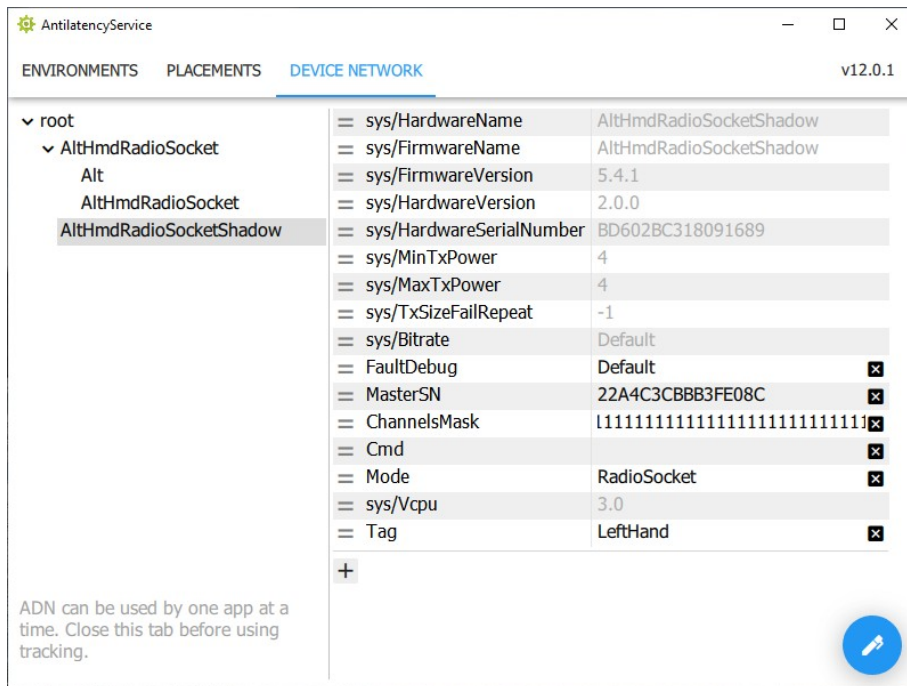 AntilatencyService
ENVIRONMENTS PLACEMENTS DEVICE NETWORK v12.0.1
root
AltHmdRadioSocket
Alt
AltHmdRadioSocket
AltHmdRadioSocketShadow
sys/HardwareName AltHmdRadioSocketShadow
sys/FirmwareName AltHmdRadioSocketShadow
sys/FirmwareVersion 5.4.1
sys/HardwareVersion 2.0.0
sys/HardwareSerialNumber BD602BC318091689
sys/MinTxPower 4
sys/MaxTxPower 4
sys/TxSizeFailRepeat -1
sys/Bitrate Default
FaultDebug Default
MasterSN 22A4C3CBBB3FE08C
ChannelsMask
Cmd
Mode RadioSocket
sys/Vcpu 3.0
Tag LeftHand
+
ADN can be used by one app at a
time. Close this tab before using
tracking.